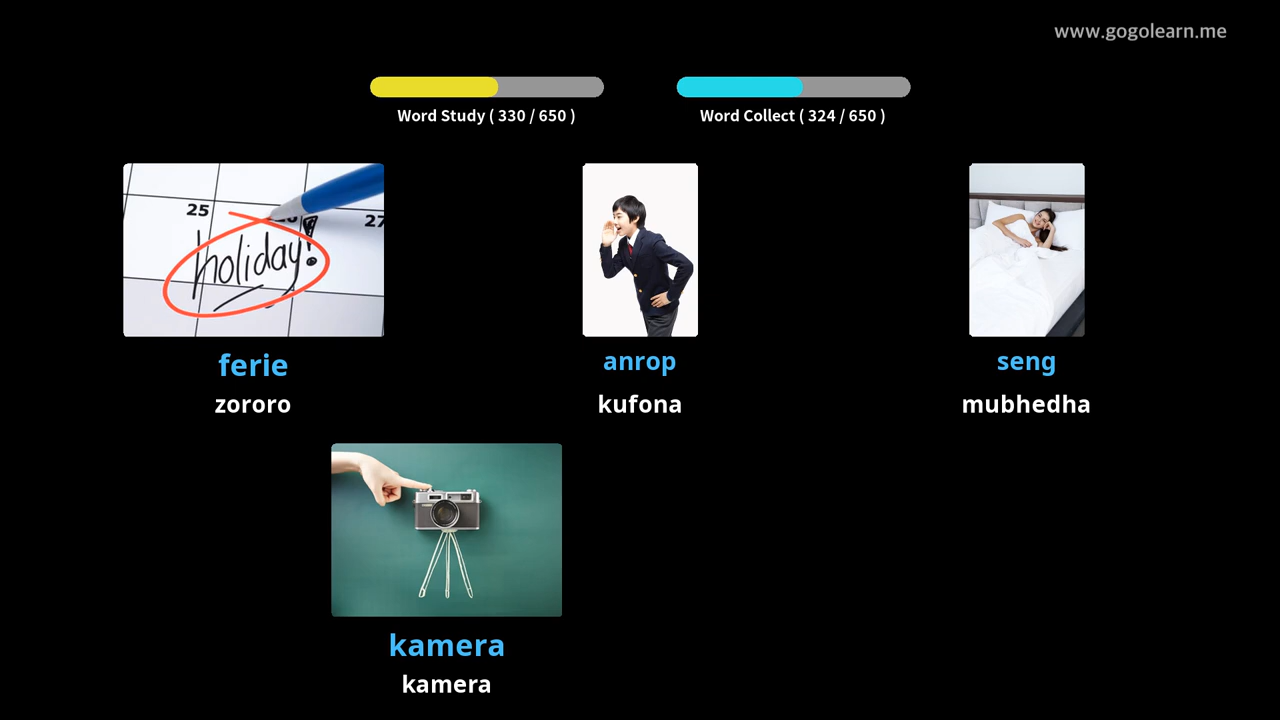 www.gogolearn.me
Word Study ( 330 / 650 )
Word Collect ( 324 / 650 )
25
27
holiday!
ferie
anrop
seng
zororo
kufona
mubhedha
kamera
kamera